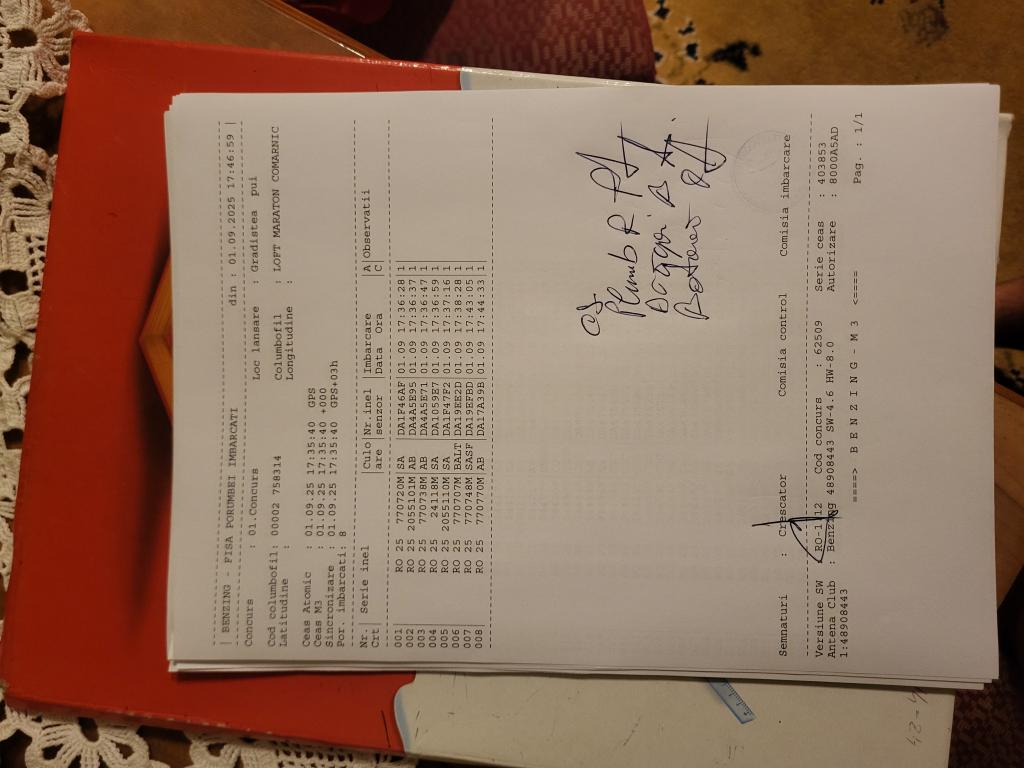 | BENZING - FISA PORUMBEI IMBARCATI din : 01.09.2025 17:46:59 |
Concurs : 01.Concurs Loc lansare : Gradistea pui
Cod columbofil: 00002 758314 Columbofil : LOFT MARATON COMARNIC
Latitudine : Longitudine :
Ceas Atomic : 01.09.25 17:35:40 GPS
Ceas M3 : 01.09.25 17:35:40 +000
Sincronizare : 01.09.25 17:35:40 GPS+03h
Por. imbarcati: 8
Nr.| Serie inel |Culo|Nr.inel |Imbarcare |A|Observatii
Crt| |are |senzor |Data Ora |C|
001| RO 25 770720M|SA |DA1F46AF|01.09 17:36:28|1|
002| RO 25 2055101M|AB |DA4A5E95|01.09 17:36:37|1|
003| RO 25 770738M|AB |DA4A5E71|01.09 17:36:47|1|
004| RO 25 24118M|SA |DA1059E7|01.09 17:36:59|1|
005| RO 25 2055110M|SA |DA1F47F2|01.09 17:37:16|1|
006| RO 25 770707M|BALT|DA19EE2D|01.09 17:38:28|1|
007| RO 25 770748M|SASF|DA19EFBD|01.09 17:43:05|1|
008| RO 25 770770M|AB |DA17A39B|01.09 17:44:33|1|
Plumb R
Semnaturi : Crescator Comisia control Comisia imbarcare
Versiune SW : Cod concurs : 62509 Serie ceas : 403853
Antena Club : Benzing 48908443 SW-4.6 HW-8.0 Autorizare : 8000A5AD
1:48908443
====> B E N Z I N G - M 3 <==== Pag. : 1/1